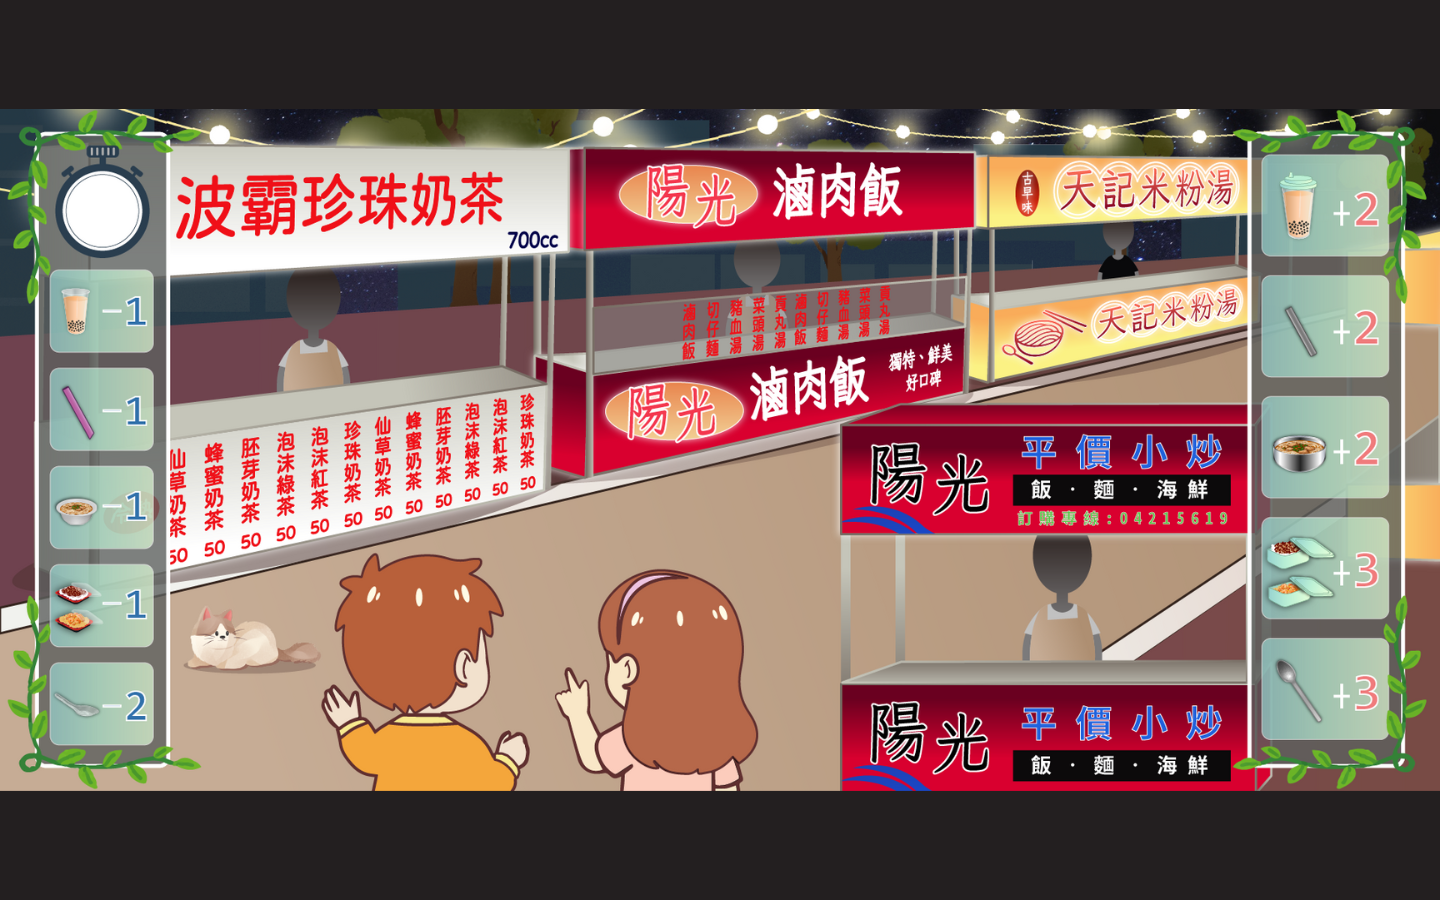 波霸珍珠奶茶
700cc
陽光 滷肉飯
古早味 天記米粉湯
滷肉飯 切仔麵 豬血湯 菜頭湯 貢丸湯 滷肉飯 切仔麵 豬血湯 菜頭湯 貢丸湯
天記米粉湯
陽光 滷肉飯 獨特、鮮美
好口碑
仙草奶茶 50
蜂蜜奶茶 50
胚芽奶茶 50
泡沫綠茶 50
泡沫紅茶 50
珍珠奶茶 50
仙草奶茶 50
蜂蜜奶茶 50
胚芽奶茶 50
泡沫綠茶 50
泡沫紅茶 50
珍珠奶茶 50
陽光 平價小炒
飯·麵·海鮮
訂購專線:04215619
陽光 平價小炒
飯·麵·海鮮
-1
-1
-1
-1
-2
+2
+2
+2
+3
+3